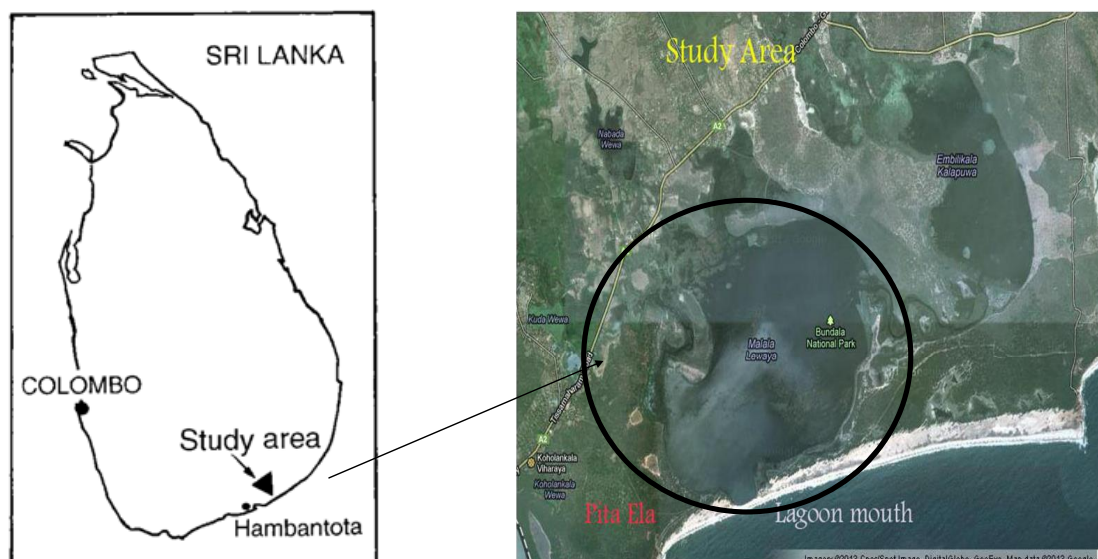 SRI LANKA
COLOMBO
Study area
Hambantota
Study Area
A2
Nabada
Wewa
Embilikala
Kalapuwa
Kuda Wewa
Bundala
National Park
Malala
Lewaya
A2
Koholankala
Viharaya
Koholankala
Wewa
Pita Ela
Lagoon mouth